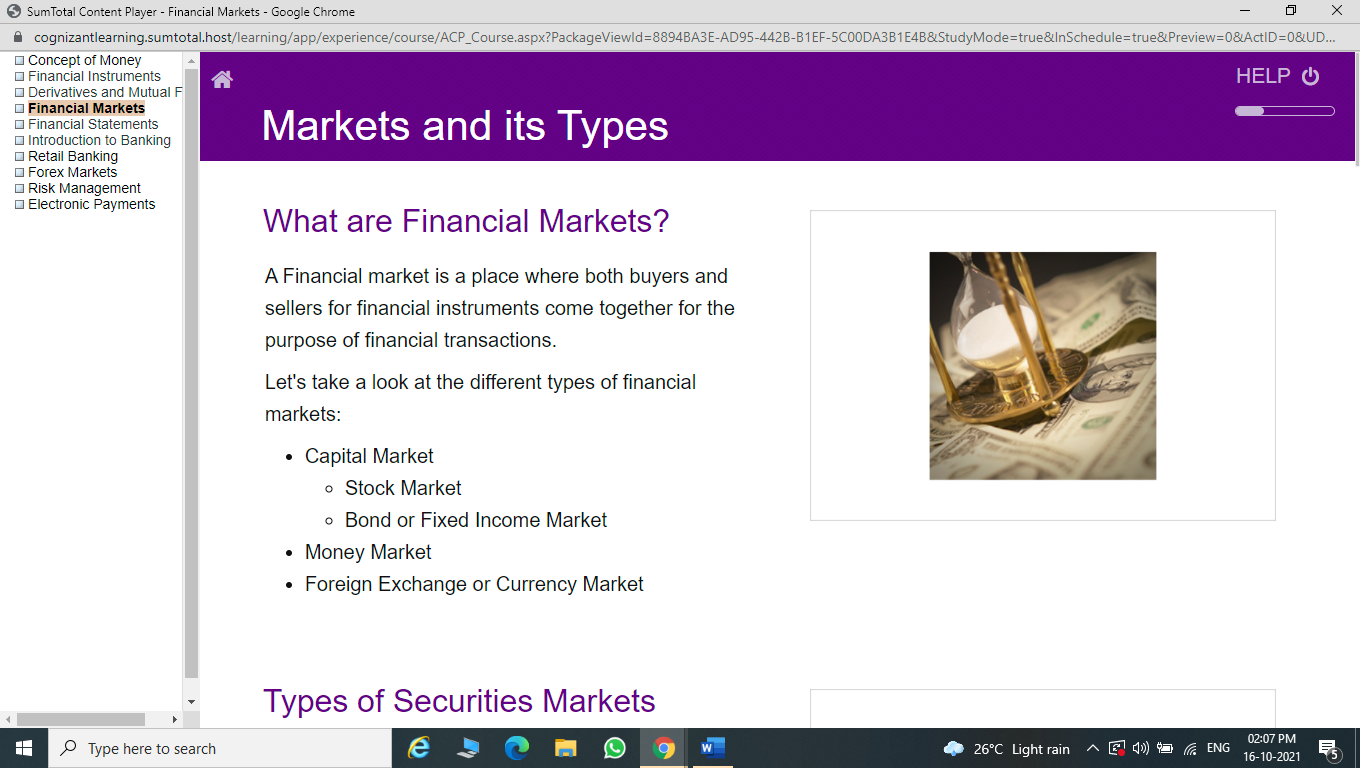 SumTotal Content Player - Financial Markets - Google Chrome
cognizantlearning.sumtotal.host/learning/app/experience/course/ACP_Course.aspx?PackageViewId=8894BA3E-AD95-442B-B1EF-5C00DA3B1E4B&StudyMode=true&InSchedule=true&Preview=0&ActID=0&UD...
Concept of Money
Financial Instruments
Derivatives and Mutual F
Financial Markets
Financial Statements
Introduction to Banking
Retail Banking
Forex Markets
Risk Management
Electronic Payments
HELP
Markets and its Types
What are Financial Markets?
A Financial market is a place where both buyers and
sellers for financial instruments come together for the
purpose of financial transactions.
Let's take a look at the different types of financial
markets:
• Capital Market
◦ Stock Market
◦ Bond or Fixed Income Market
• Money Market
• Foreign Exchange or Currency Market
Types of Securities Markets
Type here to search
26°C Light rain
ENG
02:07 PM
16-10-2021
5